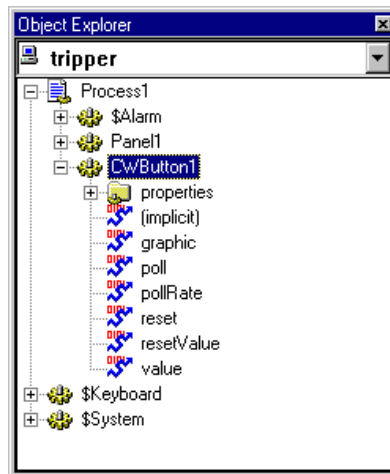 Object Explorer
tripper
Process1
$Alarm
Panel1
CWButton1
properties
(implicit)
graphic
poll
pollRate
reset
resetValue
value
$Keyboard
$System